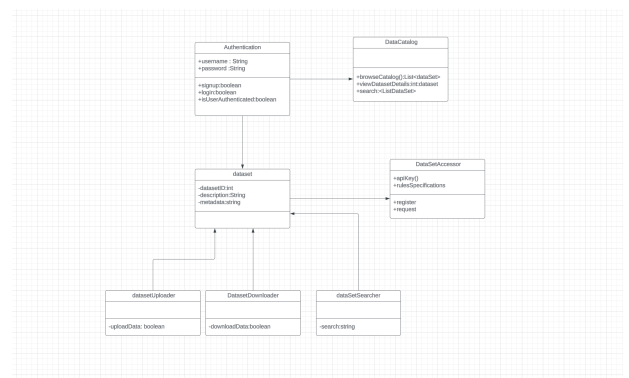 Authentication
+username : String
+password :String
+signup:boolean
+login:boolean
+isUserAuthenticated:boolean
DataCatalog
+browseCatalog():List<dataSet>
+viewDatasetDetails:int:dataset
+search:<ListDataSet>
dataset
-datasetID:int
-description:String
-metadata:string
DataSetAccessor
+apiKey()
+rulesSpecifications
+register
+request
datasetUploader
-uploadData: boolean
DatasetDownloader
-downloadData:boolean
dataSetSearcher
-search:string